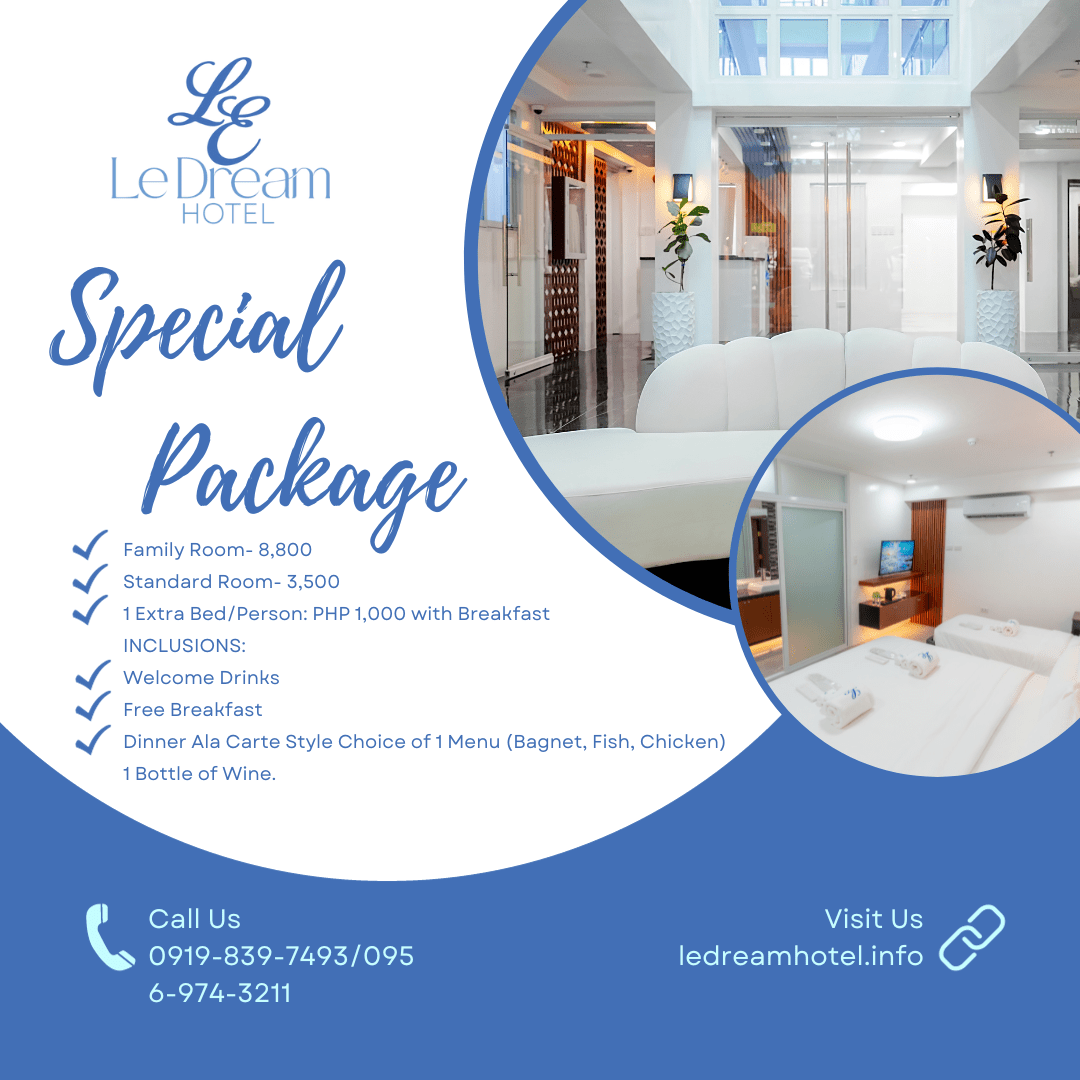 LE
Le Dream
HOTEL
Special
Package
Family Room- 8,800
Standard Room- 3,500
1 Extra Bed/Person: PHP 1,000 with Breakfast
INCLUSIONS:
Welcome Drinks
Free Breakfast
Dinner Ala Carte Style Choice of 1 Menu (Bagnet, Fish, Chicken)
1 Bottle of Wine.
Call Us
0919-839-7493/095
6-974-3211
Visit Us
ledreamhotel.info